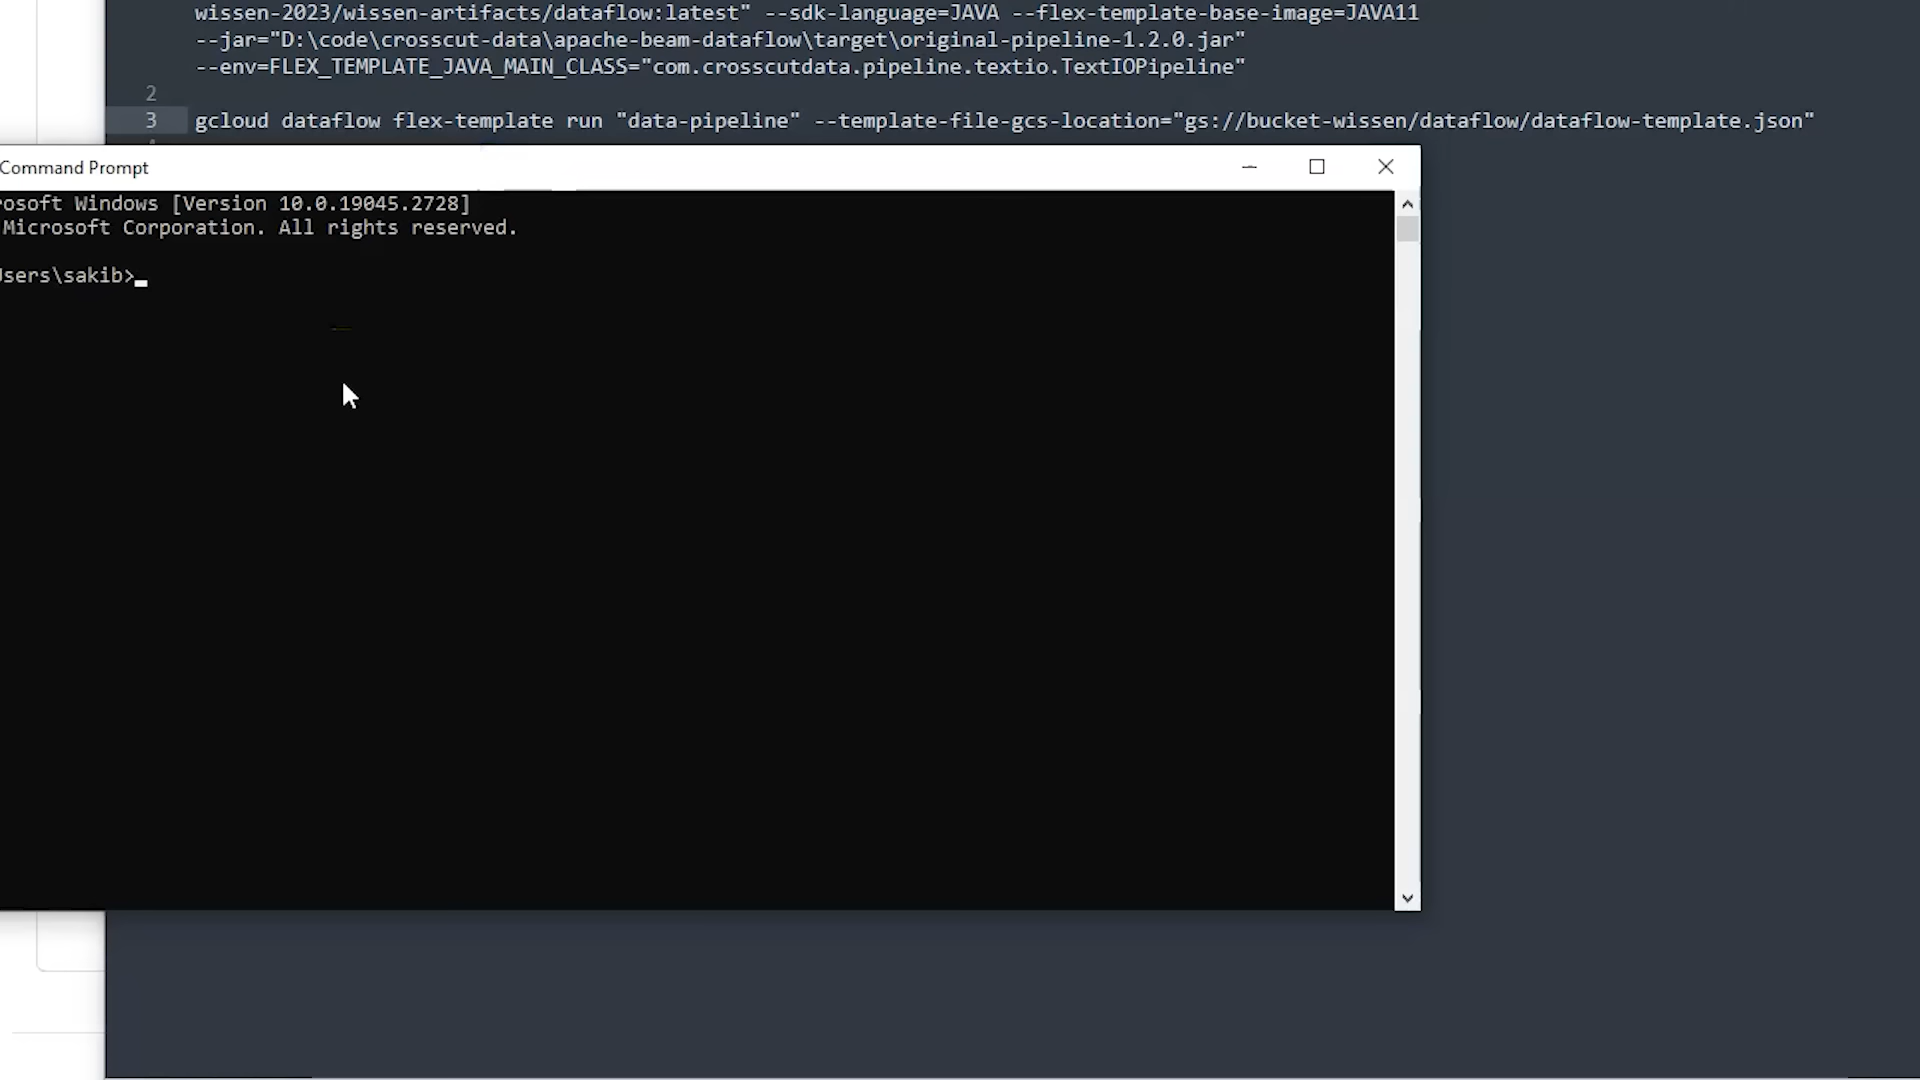 wissen-2023/wissen-artifacts/dataflow:latest" --sdk-language=JAVA --flex-template-base-image=JAVA11
--jar="D:\code\crosscut-data\apache-beam-dataflow\target\original-pipeline-1.2.0.jar"
--env=FLEX_TEMPLATE_JAVA_MAIN_CLASS="com.crosscutdata.pipeline.textio.TextIOPipeline"
2
3 gcloud dataflow flex-template run "data-pipeline" --template-file-gcs-location="gs://bucket-wissen/dataflow/dataflow-template.json"
Command Prompt
rosoft Windows [Version 10.0.19045.2728]
Microsoft Corporation. All rights reserved.
sers\sakib>